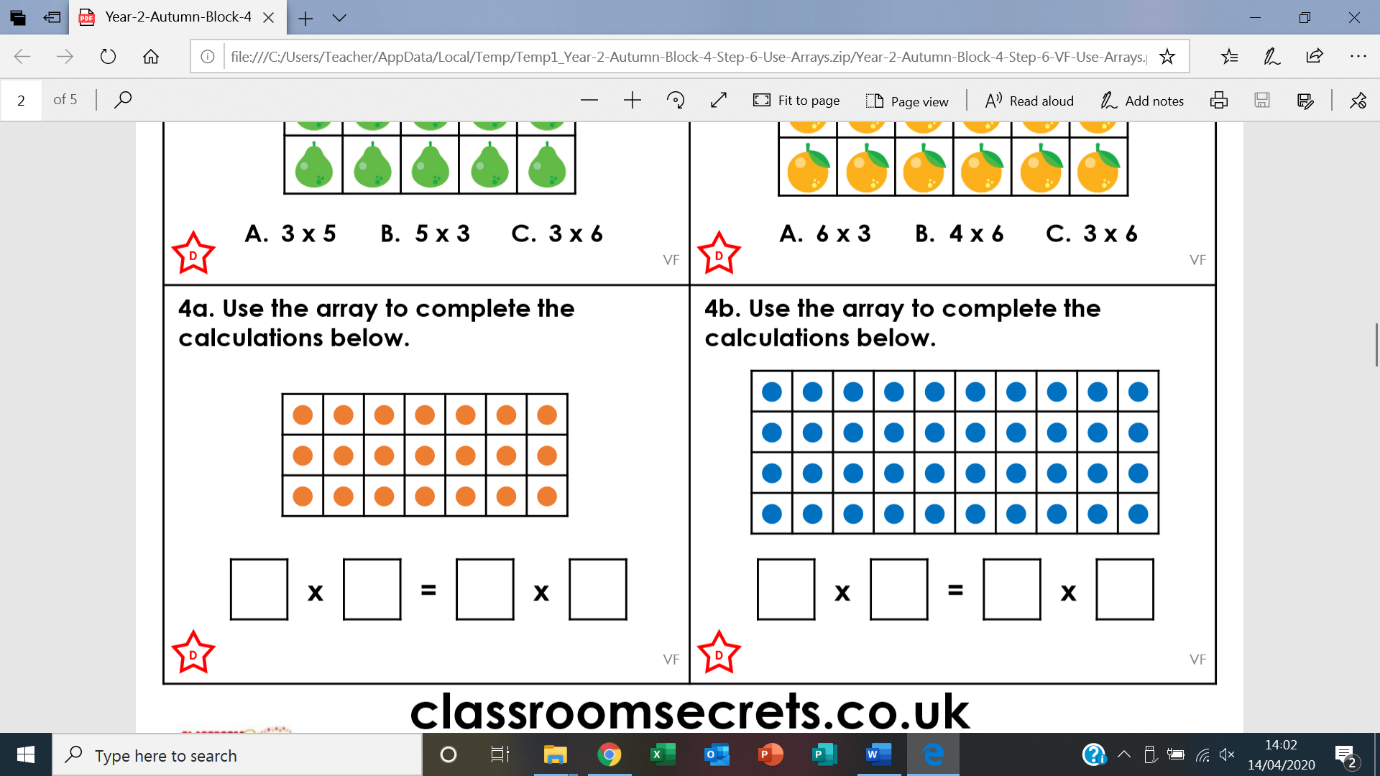 Year-2-Autumn-Block-4
file:///C:/Users/Teacher/AppData/Local/Temp/Temp1_Year-2-Autumn-Block-4-Step-6-Use-Arrays.zip/Year-2-Autumn-Block-4-Step-6-VF-Use-Arrays.
2 of 5
Fit to page
Page view
Read aloud
Add notes
A. 3 x 5 B. 5 x 3 C. 3 x 6
D
VF
A. 6 x 3 B. 4 x 6 C. 3 x 6
D
VF
4a. Use the array to complete the
calculations below.
x = x
D
VF
4b. Use the array to complete the
calculations below.
x = x
D
VF
classroomsecrets.co.uk
Type here to search
14:02
14/04/2020
2